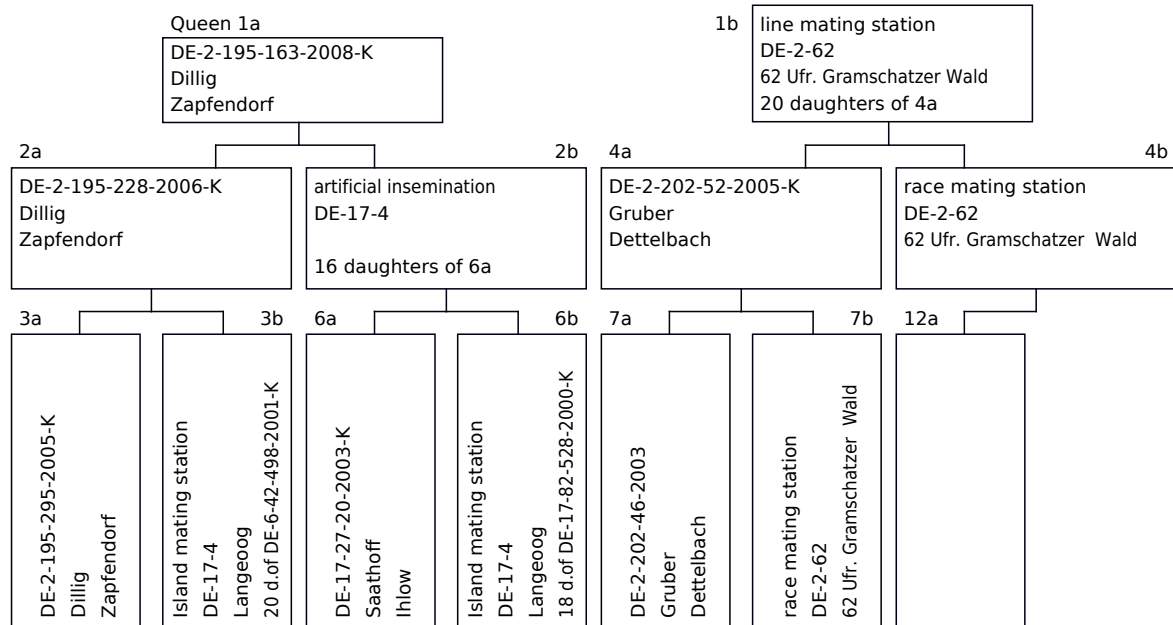 Queen 1a
DE-2-195-163-2008-K
Dillig
Zapfendorf
1b
line mating station
DE-2-62
62 Ufr. Gramschatzer Wald
20 daughters of 4a
2a
DE-2-195-228-2006-K
Dillig
Zapfendorf
2b
artificial insemination
DE-17-4
16 daughters of 6a
4a
DE-2-202-52-2005-K
Gruber
Dettelbach
4b
race mating station
DE-2-62
62 Ufr. Gramschatzer Wald
3a
DE-2-195-295-2005-K
Dillig
Zapfendorf
3b
Island mating station
DE-17-4
Langeoog
20 d.of DE-6-42-498-2001-K
6a
DE-17-27-20-2003-K
Saathoff
Ihlow
6b
Island mating station
DE-17-4
Langeoog
18 d.of DE-17-82-528-2000-K
7a
DE-2-202-46-2003
Gruber
Dettelbach
7b
race mating station
DE-2-62
62 Ufr. Gramschatzer Wald
12a